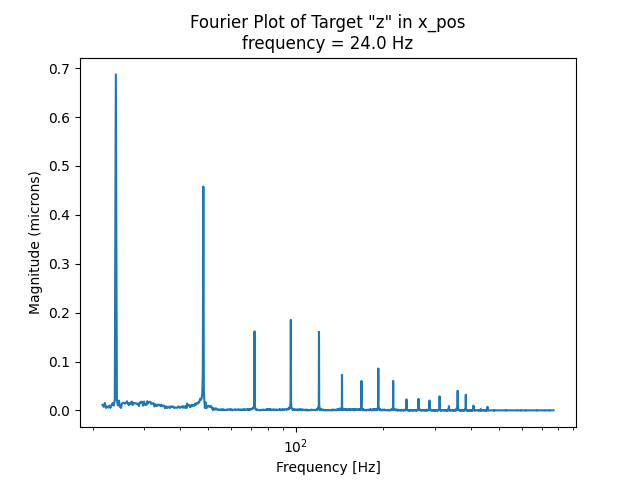 Fourier Plot of Target "z" in x_pos
frequency = 24.0 Hz
0.7
0.6
0.5
0.4
0.3
0.2
0.1
0.0
Magnitude (microns)
10²
Frequency [Hz]